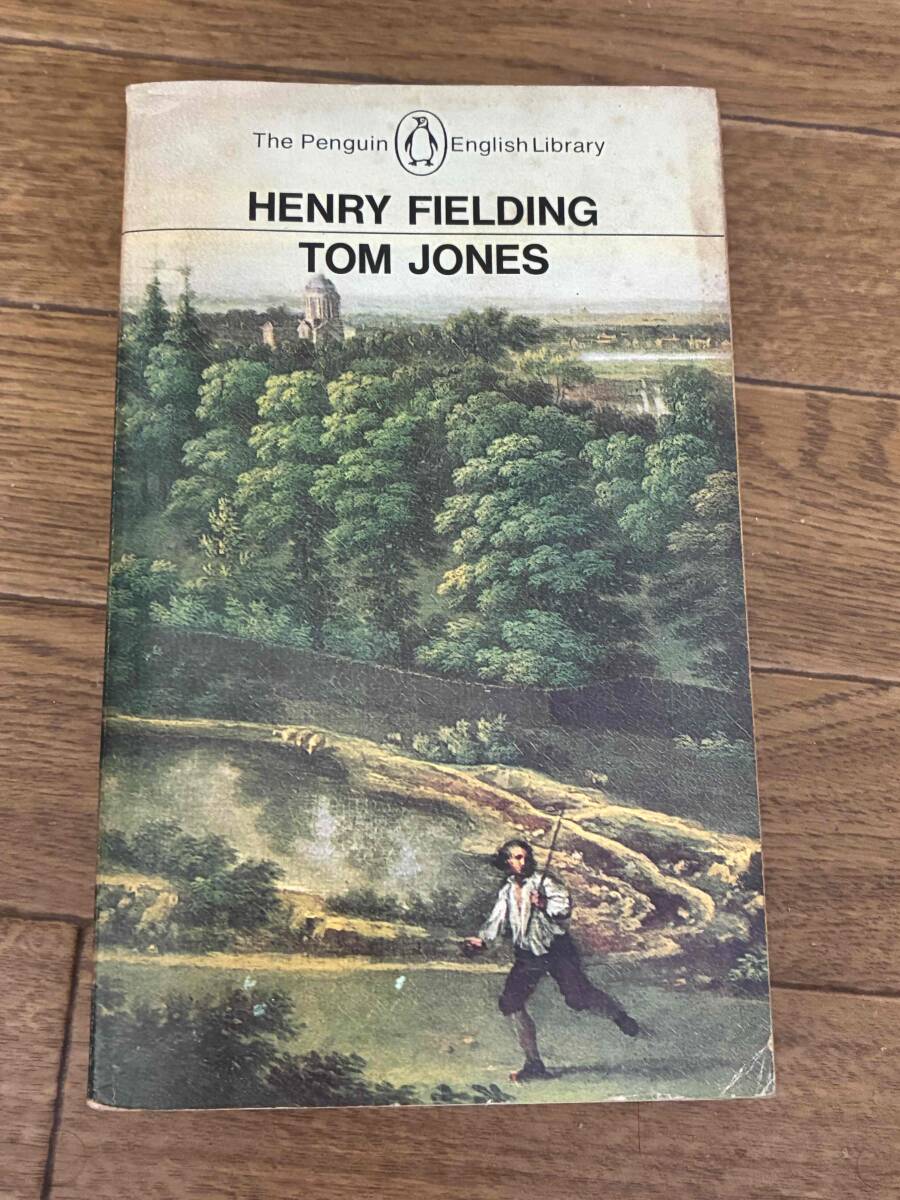 The Penguin English Library
HENRY FIELDING
TOM JONES